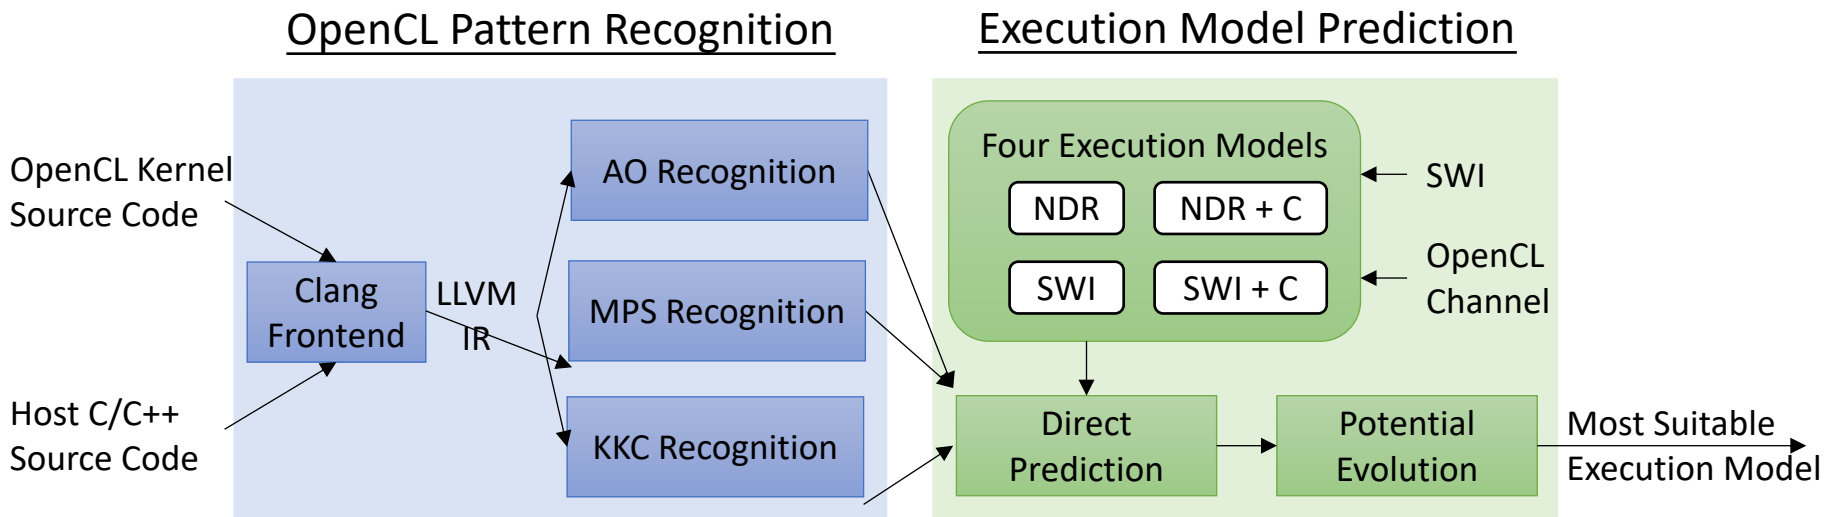 OpenCL Pattern Recognition
Execution Model Prediction
OpenCL Kernel
Source Code
Host C/C++
Source Code
Clang
Frontend
LLVM
IR
AO Recognition
MPS Recognition
KKC Recognition
Four Execution Models
NDR
NDR + C
SWI
SWI + C
SWI
OpenCL
Channel
Direct
Prediction
Potential
Evolution
Most Suitable
Execution Model